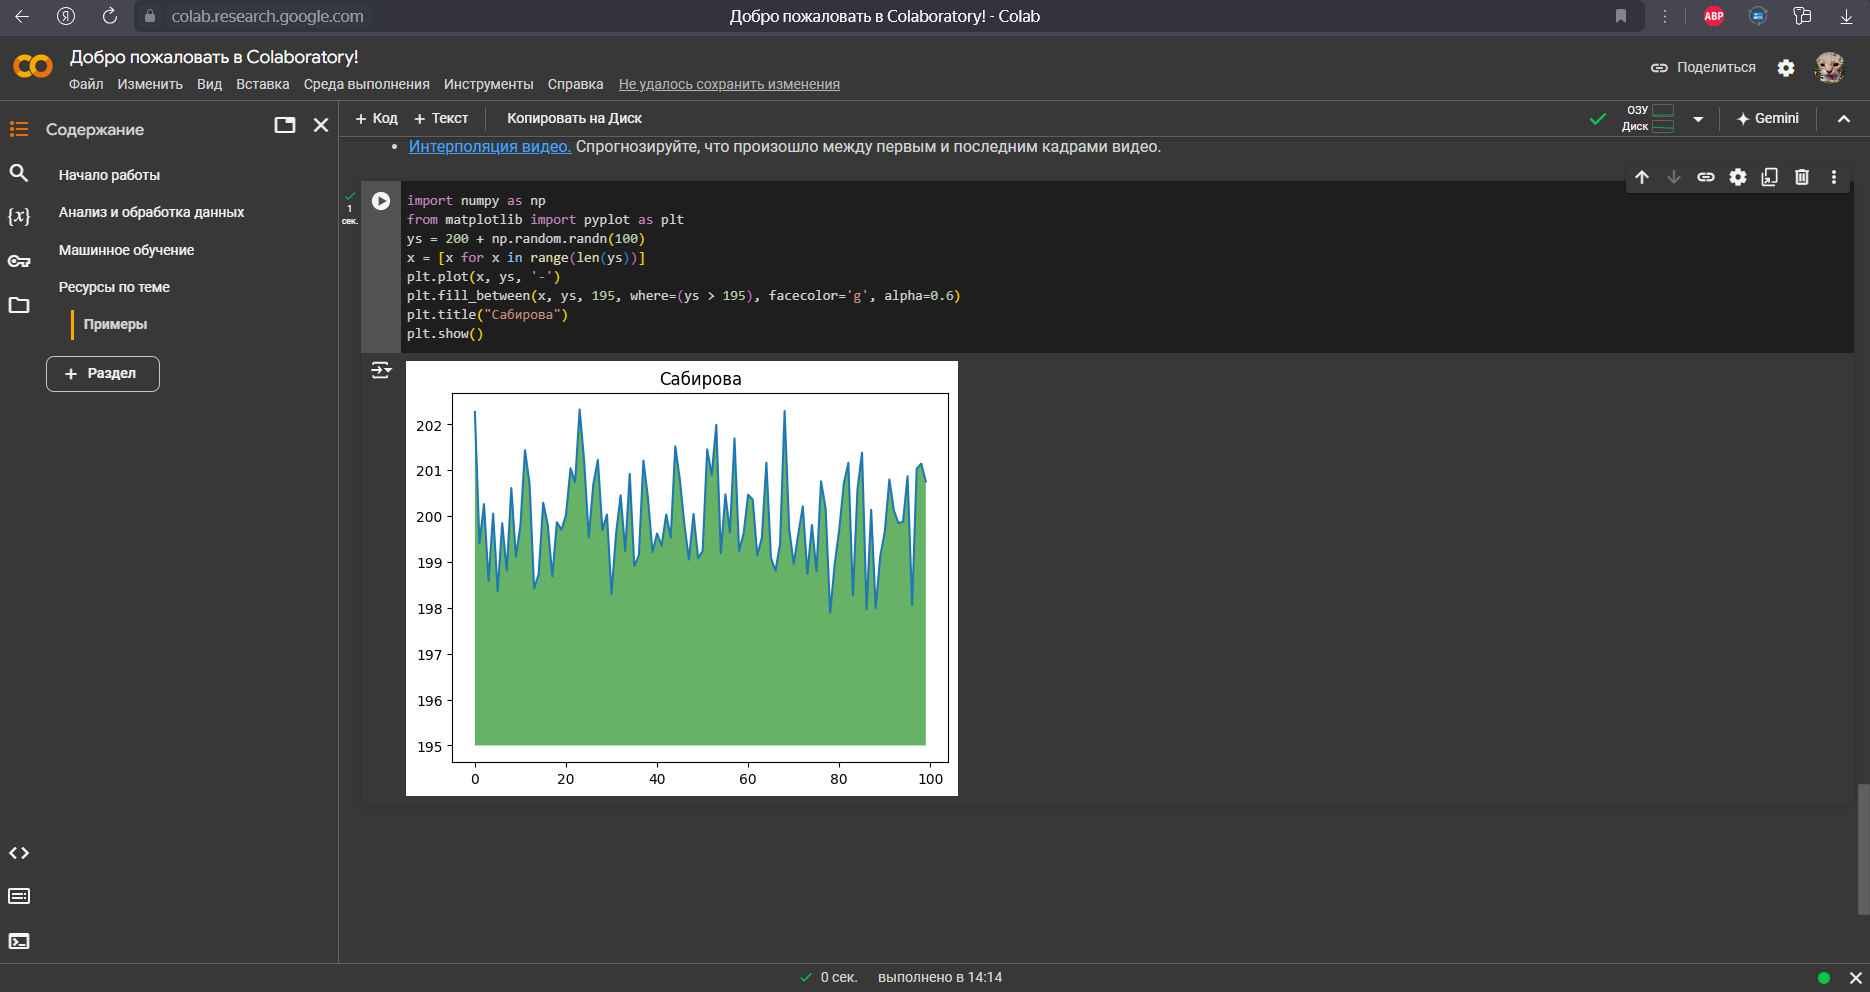 colab.research.google.com
Добро пожаловать в Colaboratory! - Colab
ABP
Добро пожаловать в Colaboratory!
Файл Изменить Вид Вставка Среда выполнения Инструменты Справка Не удалось сохранить изменения
Поделиться
Содержание
Начало работы
Анализ и обработка данных
Машинное обучение
Ресурсы по теме
Примеры
+ Раздел
+ Код + Текст Копировать на Диск
ОЗУ
Диск
Gemini
• Интерполяция видео. Спрогнозируйте, что произошло между первым и последним кадрами видео.
1
сек.
import numpy as np
from matplotlib import pyplot as plt
ys = 200 + np.random.randn(100)
x = [x for x in range(len(ys))]
plt.plot(x, ys, '-')
plt.fill_between(x, ys, 195, where=(ys > 195), facecolor='g', alpha=0.6)
plt.title("Сабирова")
plt.show()
Сабирова
202
201
200
199
198
197
196
195
0 20 40 60 80 100
0 сек. выполнено в 14:14